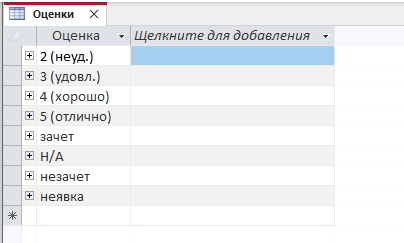 Оценки
Оценка Щелкните для добавления
2 (неуд.)
3 (удовл.)
4 (хорошо)
5 (отлично)
зачет
Н/А
незачет
неявка